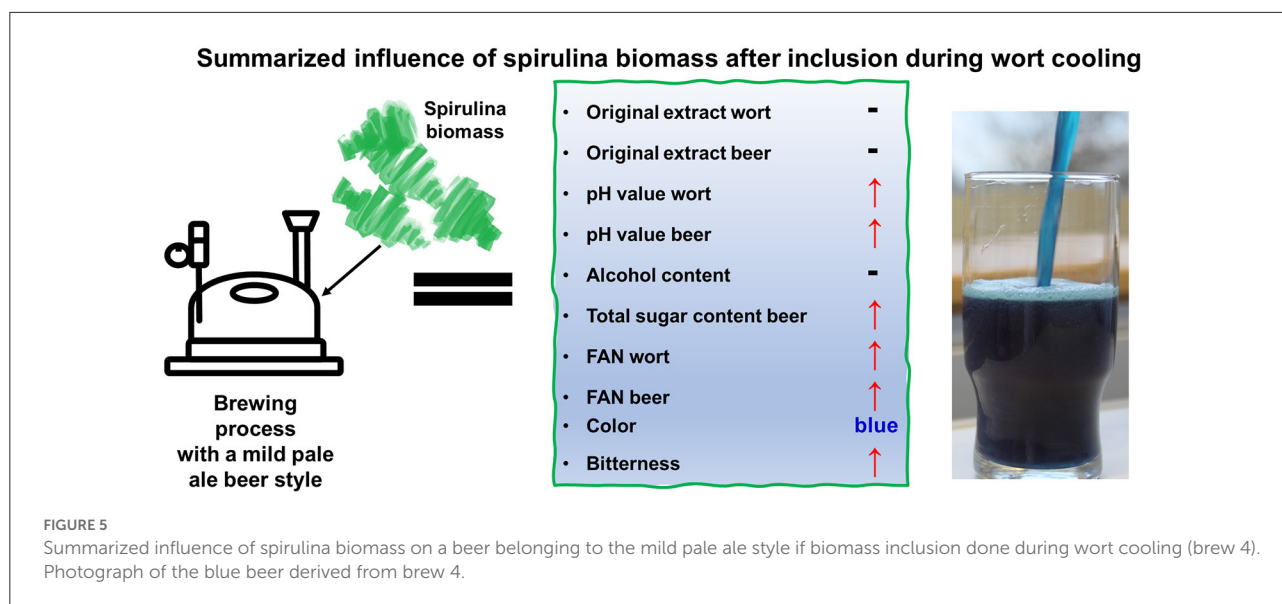 Summarized influence of spirulina biomass after inclusion during wort cooling
Spirulina
biomass
Brewing
process
with a mild pale
ale beer style
• Original extract wort -
• Original extract beer -
• pH value wort ↑
• pH value beer ↑
• Alcohol content -
• Total sugar content beer ↑
• FAN wort ↑
• FAN beer ↑
• Color blue
• Bitterness ↑
FIGURE 5
Summarized influence of spirulina biomass on a beer belonging to the mild pale ale style if biomass inclusion done during wort cooling (brew 4).
Photograph of the blue beer derived from brew 4.